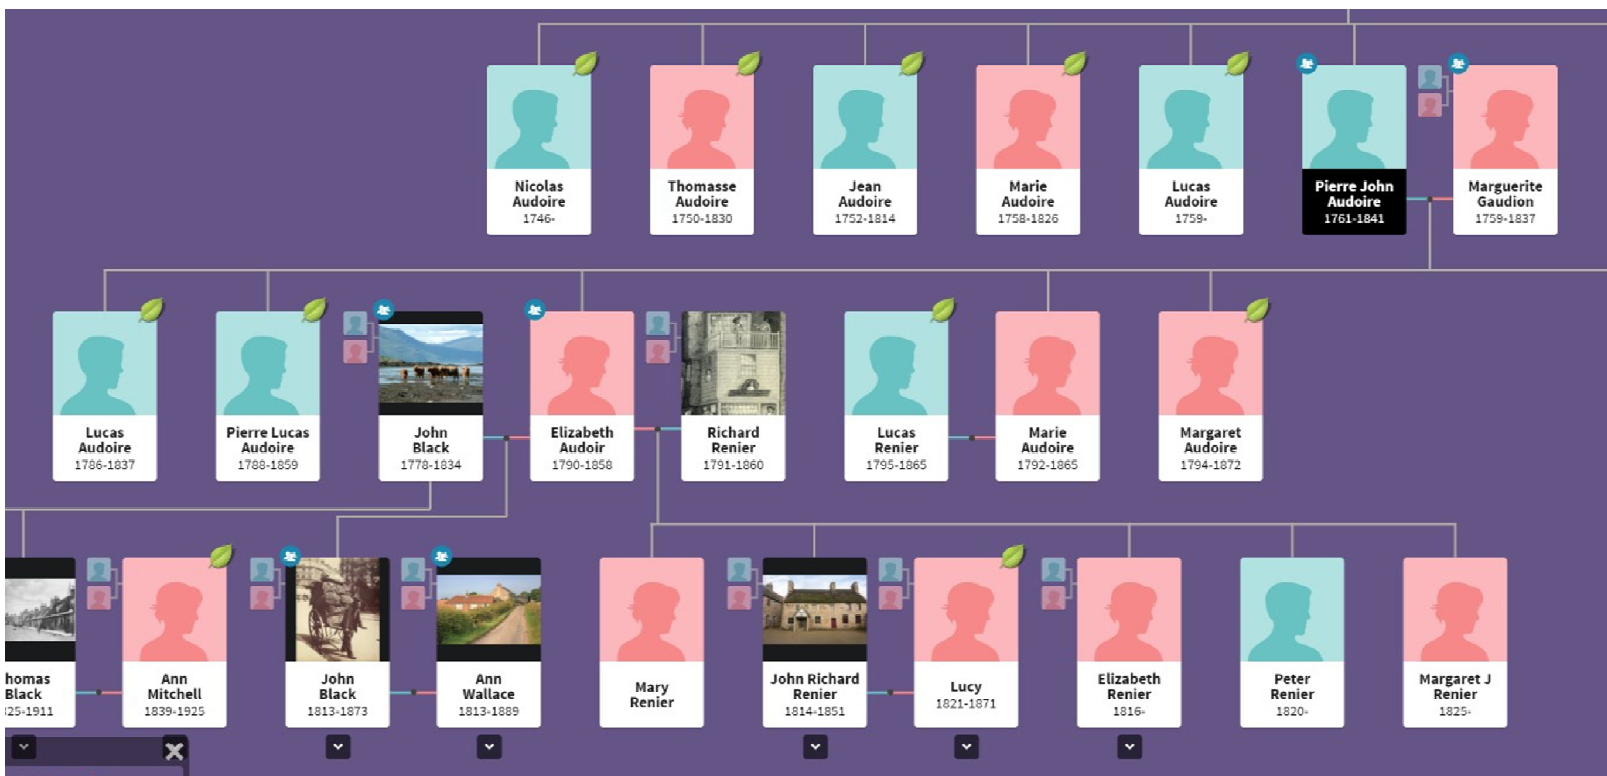 Nicolas
Audoire
1746-
Thomasse
Audoire
1750-1830
Jean
Audoire
1752-1814
Marie
Audoire
1758-1826
Lucas
Audoire
1759-
Pierre John
Audoire
1761-1841
Marguerite
Gaudion
1759-1837
Lucas
Audoire
1786-1837
Pierre Lucas
Audoire
1788-1859
John
Black
1778-1834
Elizabeth
Audoir
1790-1858
Richard
Renier
1791-1860
Lucas
Renier
1795-1865
Marie
Audoire
1792-1865
Margaret
Audoire
1794-1872
homas
Black
25-1911
Ann
Mitchell
1839-1925
John
Black
1813-1873
Ann
Wallace
1813-1889
Mary
Renier
John Richard
Renier
1814-1851
Lucy
1821-1871
Elizabeth
Renier
1816-
Peter
Renier
1820-
Margaret J
Renier
1825-